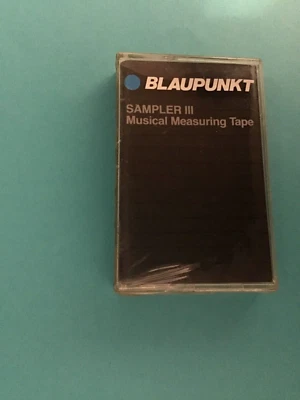 BLAUPUNKT
SAMPLER III
Musical Measuring Tape